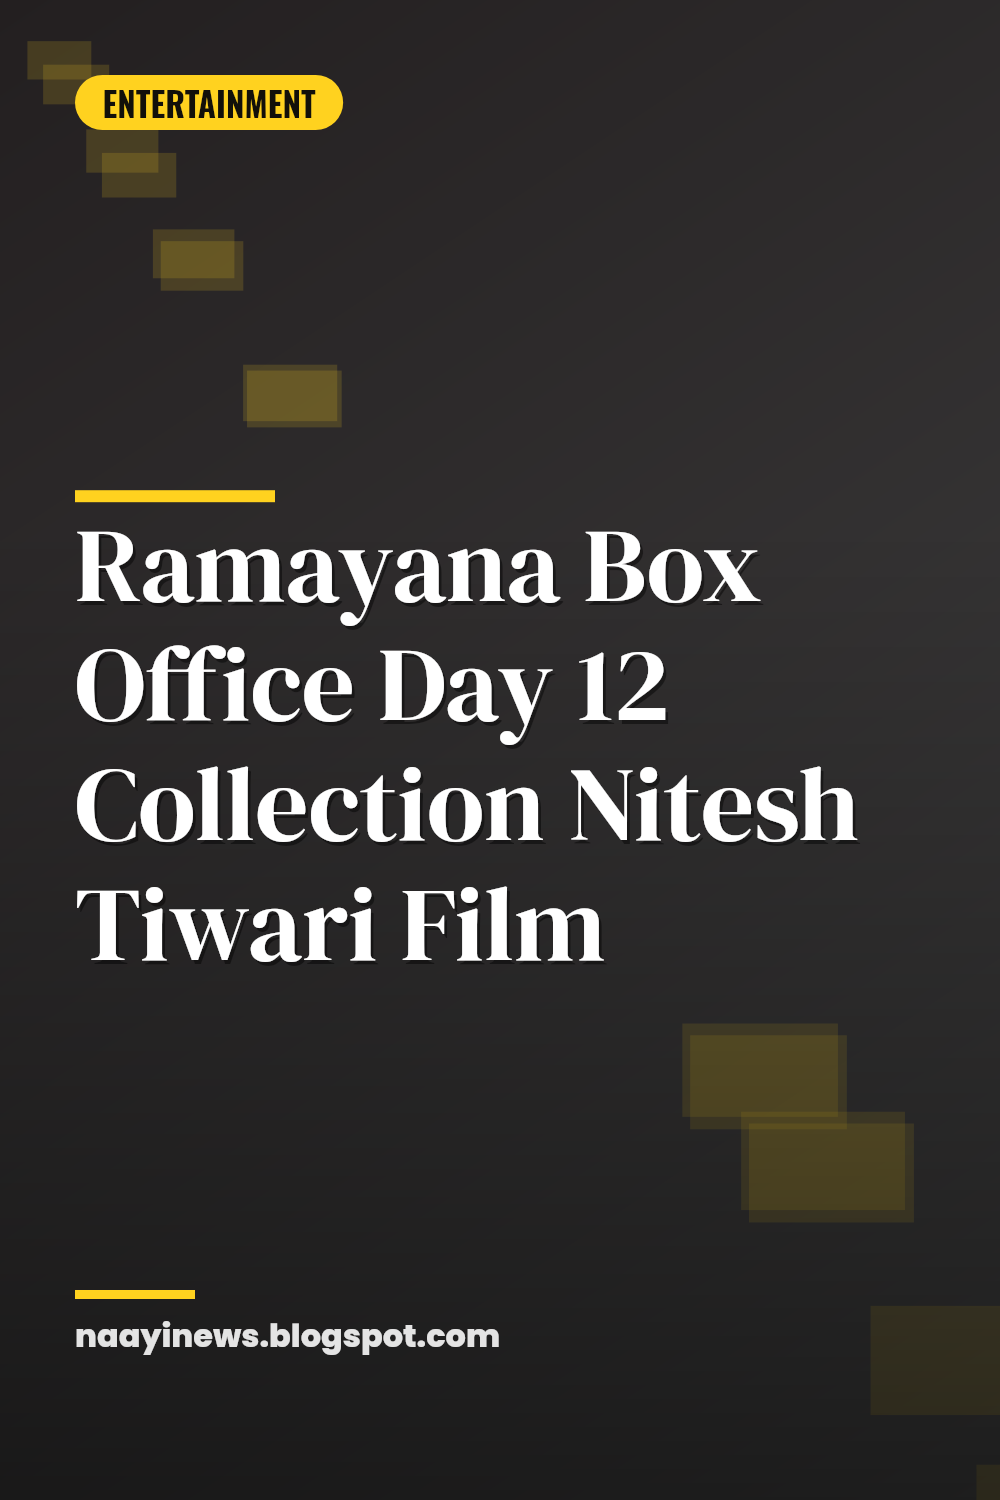 ENTERTAINMENT
Ramayana Box
Office Day 12
Collection Nitesh
Tiwari Film
naayinews.blogspot.com